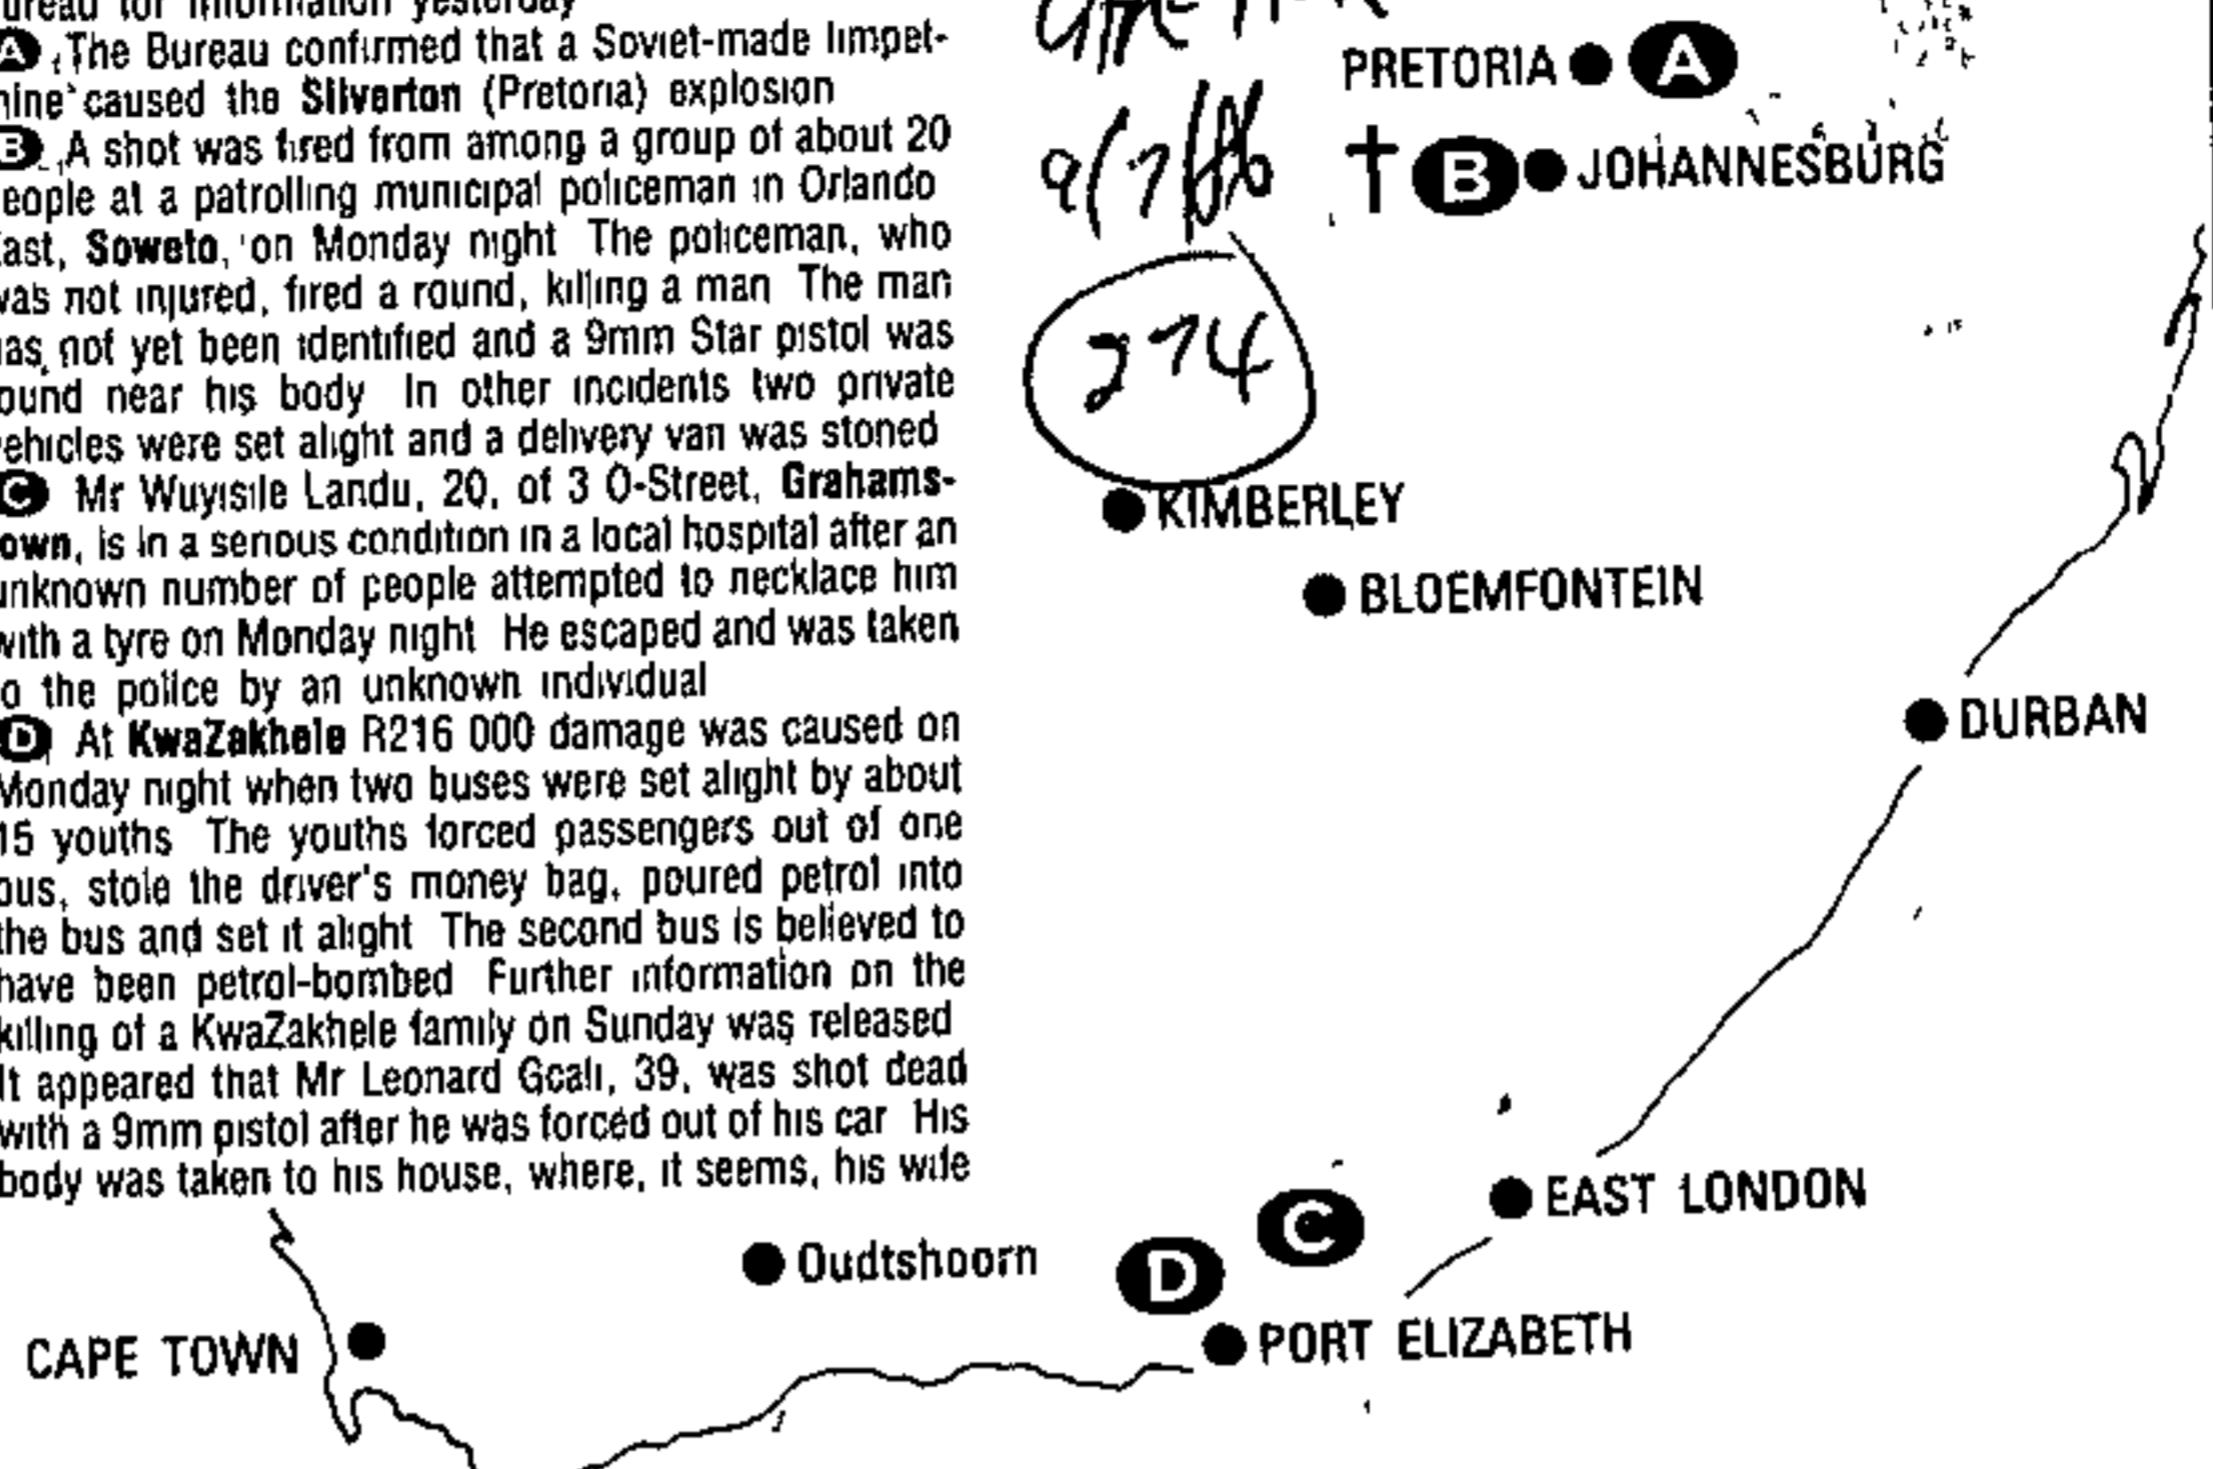 ureau for information yesterday
A The Bureau confirmed that a Soviet-made limpet-
mine caused the Silverton (Pretoria) explosion
B A shot was fired from among a group of about 20
eople at a patrolling municipal policeman in Orlando
ast, Soweto, on Monday night The policeman, who
was not injured, fired a round, killing a man The man
as not yet been identified and a 9mm Star pistol was
ound near his body In other incidents two private
ehicles were set alight and a delivery van was stoned
C Mr Wuyisile Landu, 20, of 3 O-Street, Grahams-
own, is in a serious condition in a local hospital after an
unknown number of people attempted to necklace him
with a tyre on Monday night He escaped and was taken
o the police by an unknown individual
D At KwaZakhele R216 000 damage was caused on
Monday night when two buses were set alight by about
15 youths The youths forced passengers out of one
bus, stole the driver's money bag, poured petrol into
the bus and set it alight The second bus is believed to
have been petrol-bombed Further information on the
killing of a KwaZakhele family on Sunday was released
It appeared that Mr Leonard Gcali, 39, was shot dead
with a 9mm pistol after he was forced out of his car His
body was taken to his house, where, it seems, his wife
PRETORIA A
9/7/86
B JOHANNESBURG
274
KIMBERLEY
BLOEMFONTEIN
DURBAN
EAST LONDON
C
Oudtshoorn
D
PORT ELIZABETH
CAPE TOWN